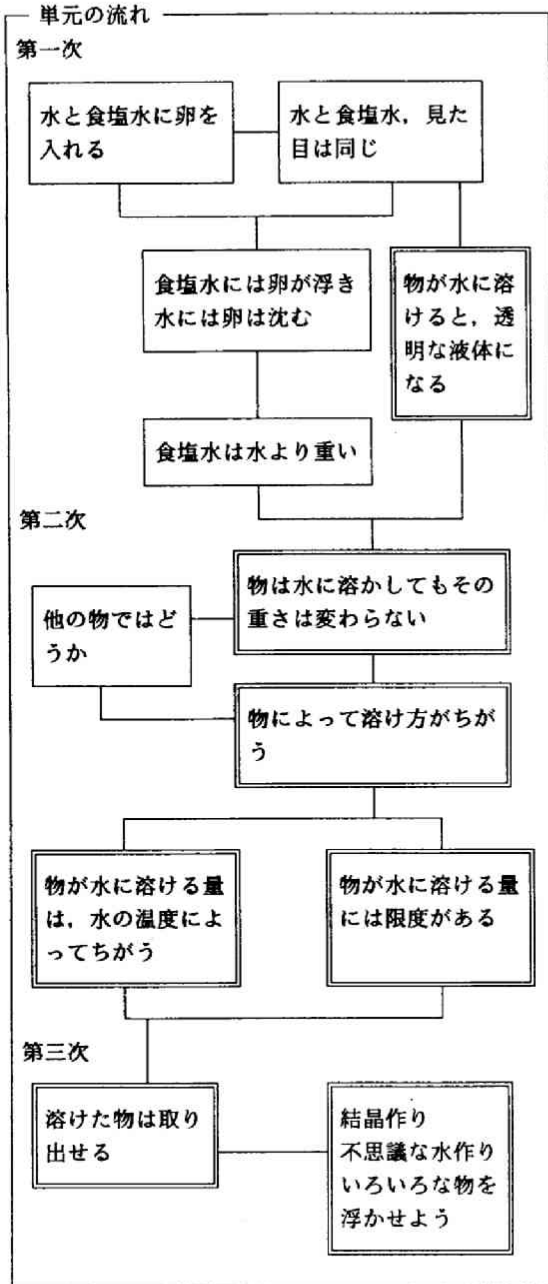 単元の流れ
第一次
水と食塩水に卵を
入れる
水と食塩水，見た
目は同じ
食塩水には卵が浮き
水には卵は沈む
物が水に溶
けると，透
明な液体に
なる
食塩水は水より重い
第二次
物は水に溶かしてもその
重さは変わらない
他の物ではど
うか
物によって溶け方がちが
う
物が水に溶ける量
は，水の温度によ
ってちがう
物が水に溶ける量
には限度がある
第三次
溶けた物は取り
出せる
結晶作り
不思議な水作り
いろいろな物を
浮かせよう